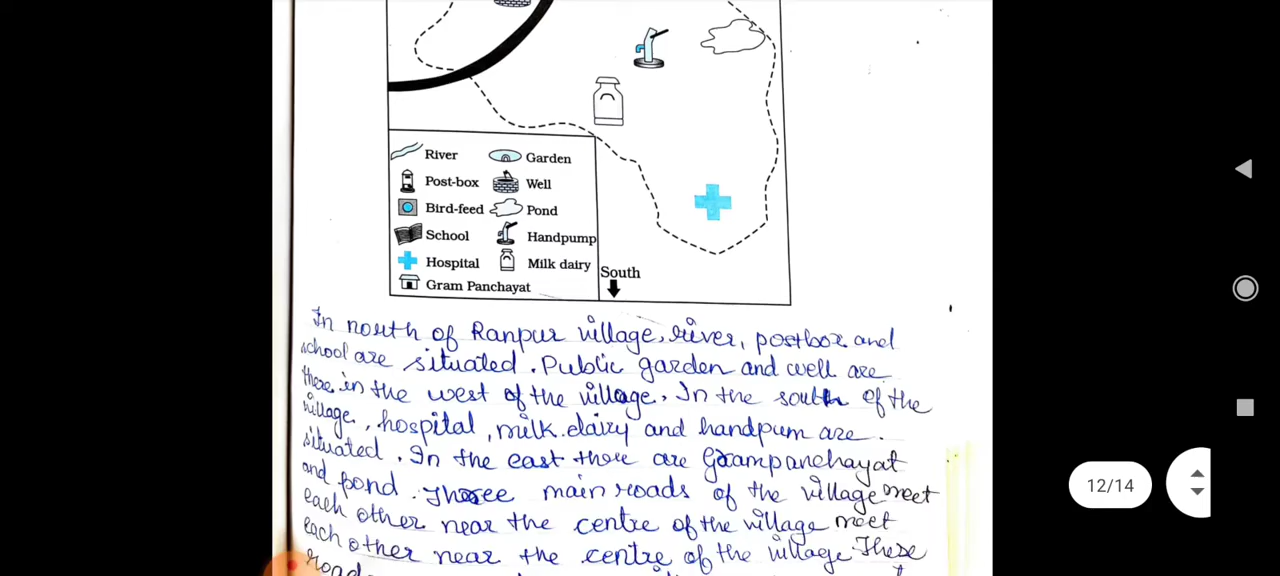 River Garden
Post-box Well
Bird-feed Pond
School Handpump
Hospital Milk dairy
Gram Panchayat
South
In north of Ranpur village, river, postbox and
school are situated. Public garden and well are
there in the west of the village. In the south of the
village, hospital, milk dairy and handpum are.
situated. In the east there are Grampanchayat
and pond. Three main roads of the village meet
each other near the centre of the village meet
each other near the centre of the village These
road
12/14